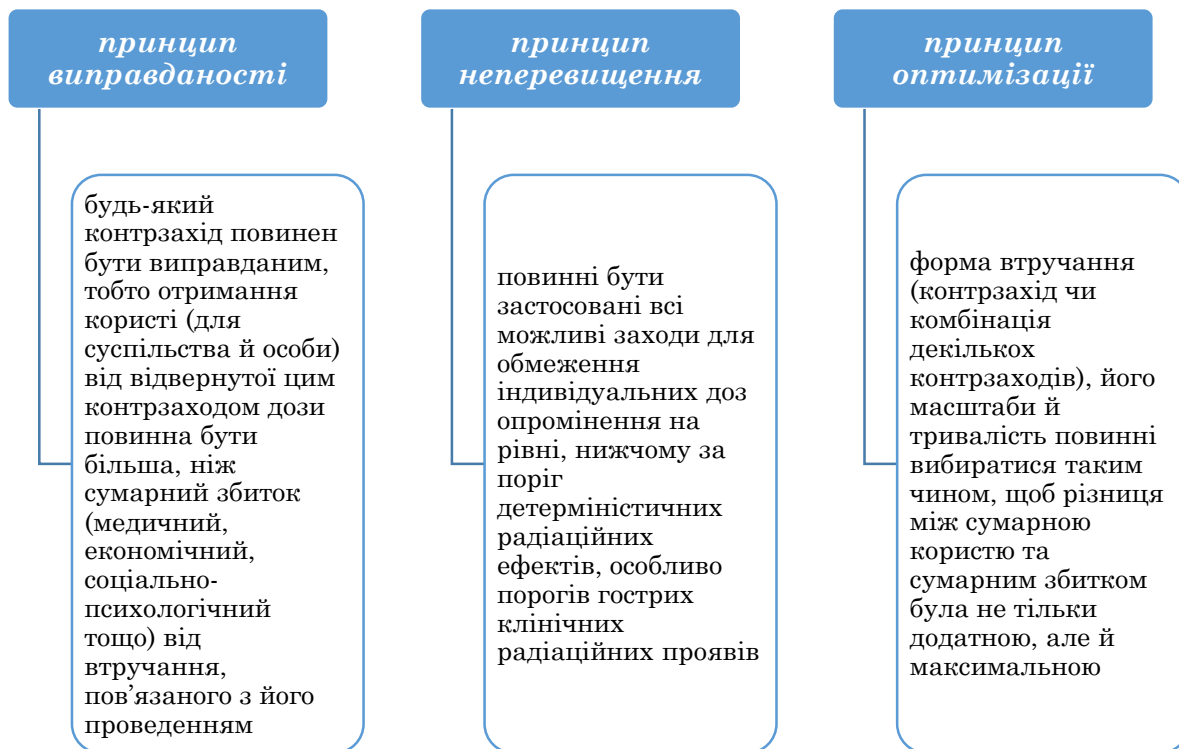 принцип
виправданості
будь-який
контрзахід повинен
бути виправданим,
тобто отримання
користі (для
суспільства й особи)
від відвернутої цим
контрзаходом дози
повинна бути
більша, ніж
сумарний збиток
(медичний,
економічний,
соціально-
психологічний
тощо) від
втручання,
пов’язаного з його
проведенням
принцип
неперевищення
повинні бути
застосовані всі
можливі заходи для
обмеження
індивідуальних доз
опромінення на
рівні, нижчому за
поріг
детерміністичних
радіаційних
ефектів, особливо
порогів гострих
клінічних
радіаційних проявів
принцип
оптимізації
форма втручання
(контрзахід чи
комбінація
декількох
контрзаходів), його
масштаби й
тривалість повинні
вибиратися таким
чином, щоб різниця
між сумарною
користю та
сумарним збитком
була не тільки
додатною, але й
максимальною